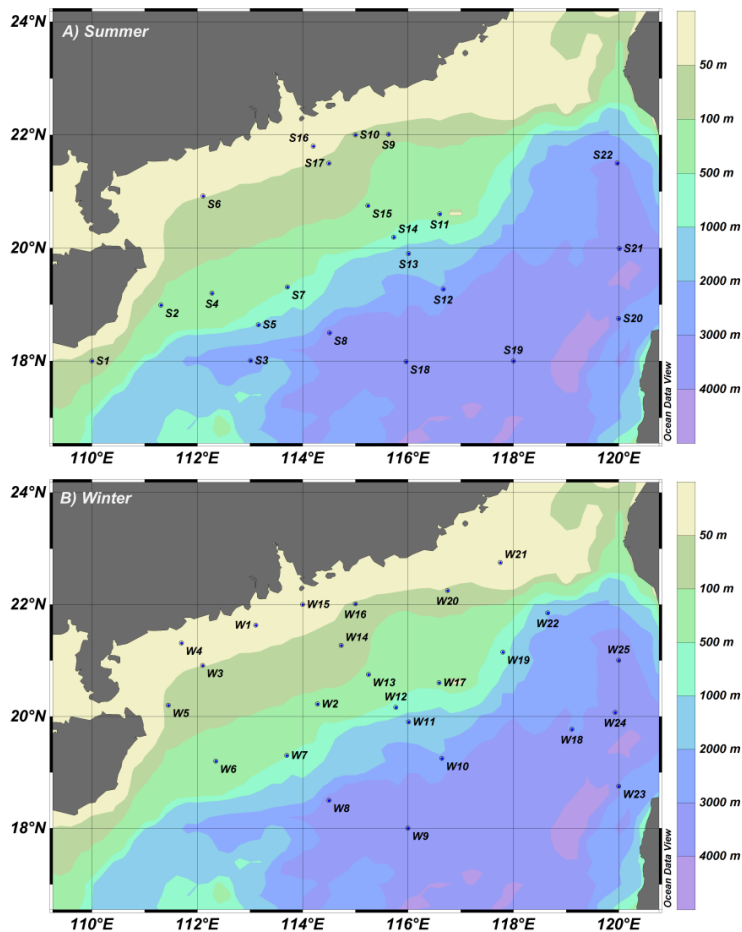 24°N
A) Summer
22°N
20°N
18°N
S16
S10
S9
S17
S22
S6
S15
S11
S14
S13
S21
S2
S4
S7
S12
S5
S20
S8
S1
S3
S18
S19
50 m
100 m
500 m
1000 m
2000 m
3000 m
4000 m
Ocean Data View
110°E
112°E
114°E
116°E
118°E
120°E
24°N
B) Winter
22°N
20°N
18°N
W21
W20
W15
W16
W1
W22
W4
W14
W19
W3
W25
W13
W17
W12
W5
W2
W11
W24
W18
W6
W7
W10
W23
W8
W9
50 m
100 m
500 m
1000 m
2000 m
3000 m
4000 m
Ocean Data View
110°E
112°E
114°E
116°E
118°E
120°E